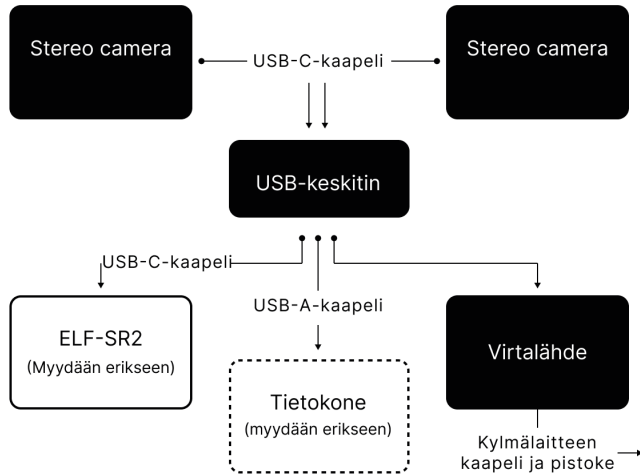 Stereo camera
USB-C-kaapeli
Stereo camera
USB-keskitin
USB-C-kaapeli
USB-A-kaapeli
ELF-SR2
(Myydään erikseen)
Tietokone
(myydään erikseen)
Virtalähde
Kylmälaitteen
kaapeli ja pistoke